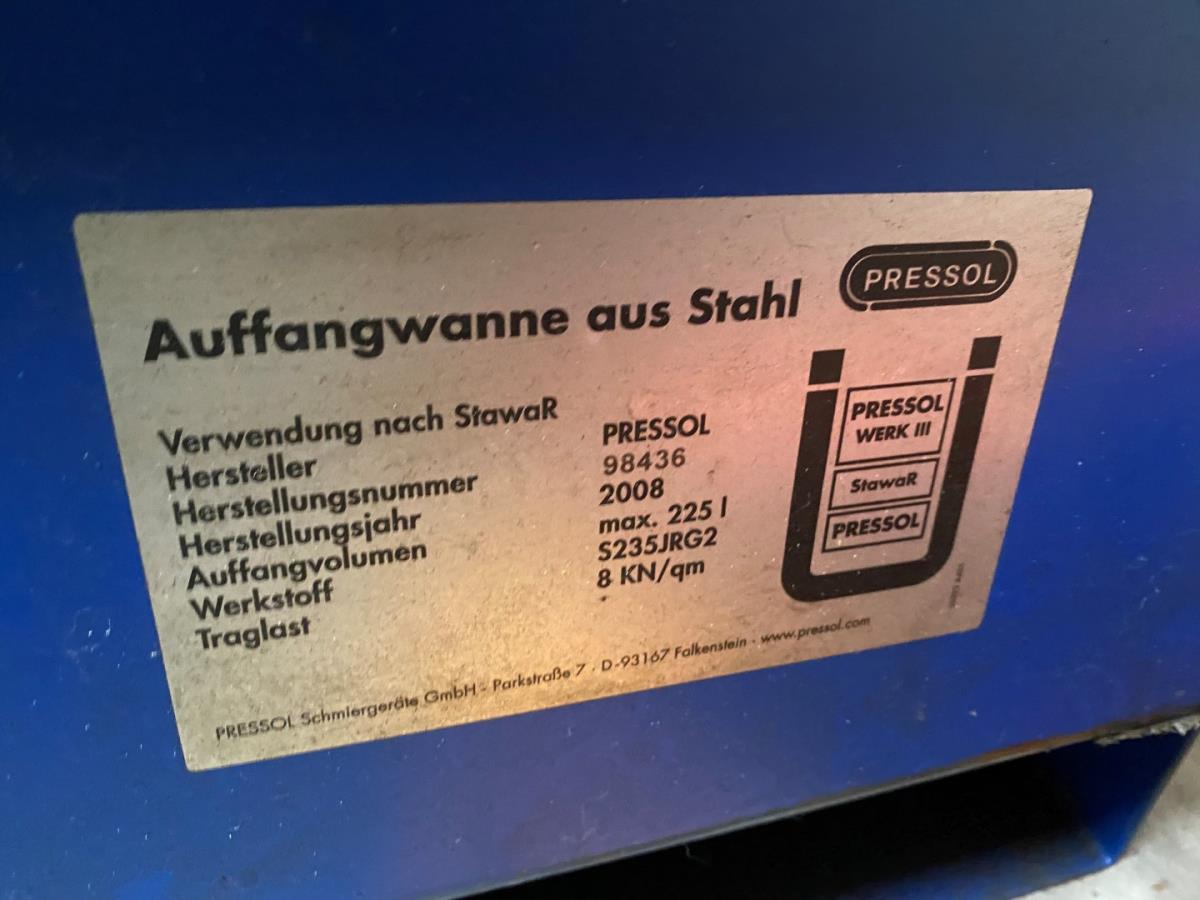 PRESSOL
Auffangwanne aus Stahl
Verwendung nach StawaR
Hersteller PRESSOL
Herstellungsnummer 98436
Herstellungsjahr 2008
Auffangvolumen max. 225 l
Werkstoff S235JRG2
Traglast 8 KN/qm
PRESSOL
WERK III
StawaR
PRESSOL
PRESSOL Schmiergeräte GmbH - Parkstraße 7 · D-93167 Falkenstein · www.pressol.com